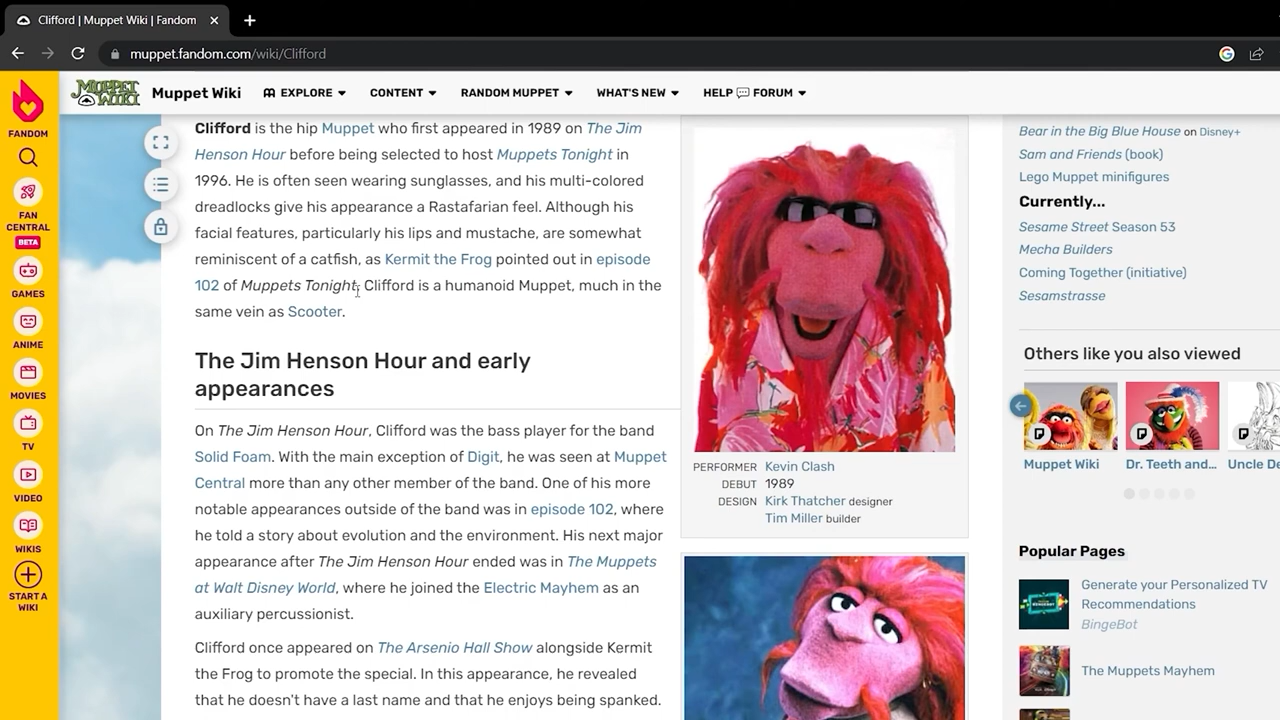 Clifford | Muppet Wiki | Fandom
muppet.fandom.com/wiki/Clifford
MUPPET WIKI
Muppet Wiki
EXPLORE
CONTENT
RANDOM MUPPET
WHAT'S NEW
HELP
FORUM
FANDOM
FAN
CENTRAL
BETA
GAMES
ANIME
MOVIES
TV
VIDEO
WIKIS
START A
WIKI
Clifford is the hip Muppet who first appeared in 1989 on The Jim
Henson Hour before being selected to host Muppets Tonight in
1996. He is often seen wearing sunglasses, and his multi-colored
dreadlocks give his appearance a Rastafarian feel. Although his
facial features, particularly his lips and mustache, are somewhat
reminiscent of a catfish, as Kermit the Frog pointed out in episode
102 of Muppets Tonight, Clifford is a humanoid Muppet, much in the
same vein as Scooter.
The Jim Henson Hour and early
appearances
On The Jim Henson Hour, Clifford was the bass player for the band
Solid Foam. With the main exception of Digit, he was seen at Muppet
Central more than any other member of the band. One of his more
notable appearances outside of the band was in episode 102, where
he told a story about evolution and the environment. His next major
appearance after The Jim Henson Hour ended was in The Muppets
at Walt Disney World, where he joined the Electric Mayhem as an
auxiliary percussionist.
Clifford once appeared on The Arsenio Hall Show alongside Kermit
the Frog to promote the special. In this appearance, he revealed
that he doesn't have a last name and that he enjoys being spanked.
PERFORMER Kevin Clash
DEBUT 1989
DESIGN Kirk Thatcher designer
Tim Miller builder
Bear in the Big Blue House on Disney+
Sam and Friends (book)
Lego Muppet minifigures
Currently...
Sesame Street Season 53
Mecha Builders
Coming Together (initiative)
Sesamstrasse
Others like you also viewed
Muppet Wiki
Dr. Teeth and...
Uncle De
Popular Pages
Generate your Personalized TV
Recommendations
BingeBot
The Muppets Mayhem